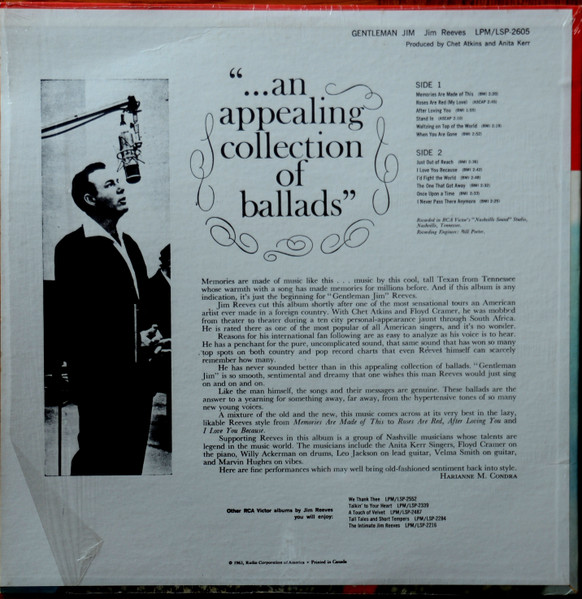 GENTLEMAN JIM Jim Reeves LPM/LSP-2605
Produced by Chet Atkins and Anita Kerr
“...an
appealing
collection
of
ballads”
SIDE 1
Memories Are Made of This
Roses Are Red (My Love)
After Loving You
Stand In
Waltzing on Top of the World
When You Are Gone
SIDE 2
Just Out of Reach
I Love You Because
I'd Fight the World
The One That Got Away
Once Upon a Time
I Never Pass There Anymore
Recorded in RCA Victor's "Nashville Sound" Studio,
Nashville, Tennessee.
Recording Engineer: Bill Porter.
Memories are made of music like this . . . music by this cool, tall Texan from Tennessee
whose warmth with a song has made memories for millions before. And if this album is any
indication, it's just the beginning for "Gentleman Jim" Reeves.
Jim Reeves cut this album shortly after one of the most sensational tours an American
artist ever made in a foreign country. With Chet Atkins and Floyd Cramer, he was mobbed
from theater to theater during a ten city personal-appearance jaunt through South Africa.
He is rated there as one of the most popular of all American singers, and it's no wonder.
Reasons for his international fan following are as easy to analyze as his voice is to hear.
He has a penchant for the pure, uncomplicated sound, that same sound that has won so many
top spots on both country and pop record charts that even Reeves himself can scarcely
remember how many.
He has never sounded better than in this appealing collection of ballads. "Gentleman
Jim" is so smooth, sentimental and dreamy that one wishes this man Reeves would just sing
on and on and on.
Like the man himself, the songs and their messages are genuine. These ballads are the
answer to a yearning for something away, far away, from the hypertensive tones of so many
new young voices.
A mixture of the old and the new, this music comes across at its very best in the lazy,
likable Reeves style from Memories Are Made of This to Roses Are Red, After Loving You and
I Love You Because.
Supporting Reeves in this album is a group of Nashville musicians whose talents are
legend in the music world. The musicians include the Anita Kerr Singers, Floyd Cramer on
the piano, Willy Ackerman on drums, Leo Jackson on lead guitar, Velma Smith on guitar,
and Marvin Hughes on vibes.
Here are fine performances which may well bring old-fashioned sentiment back into style.
HARIANNE M. CONDRA
Other RCA Victor albums by Jim Reeves
you will enjoy:
We Thank Thee LPM/LSP-2552
Talkin' to Your Heart LPM/LSP-2339
A Touch of Velvet LPM/LSP-2487
Tall Tales and Short Tempers LPM/LSP-2284
The Intimate Jim Reeves LPM/LSP-2216
© 1963, Radio Corporation of America • Printed in Canada